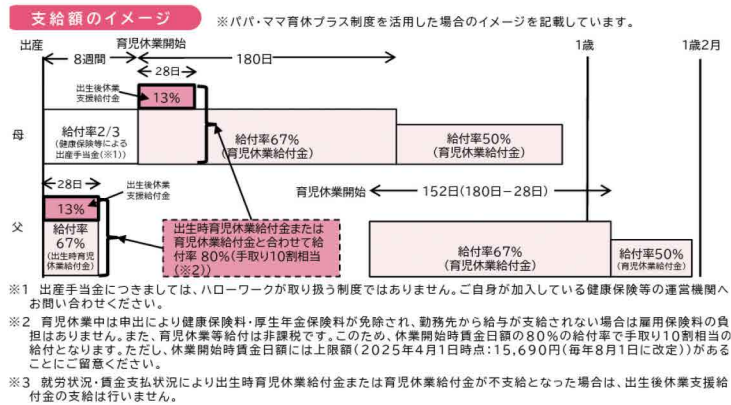 支給額のイメージ
※パパ・ママ育休プラス制度を活用した場合のイメージを記載しています。
出産
育児休業開始
1歳
1歳2月
8週間
180日
28日
出生後休業
支援給付金
13%
母
給付率2/3
(健康保険等による
出産手当金(※1))
給付率67%
(育児休業給付金)
給付率50%
(育児休業給付金)
28日
出生後休業
支援給付金
育児休業開始
152日(180日－28日)
13%
父
給付率
67%
(出生時育児
休業給付金)
出生時育児休業給付金または
育児休業給付金と合わせて給
付率 80%(手取り10割相当
(※2))
給付率67%
(育児休業給付金)
給付率50%
(育児休業給付金)
※1 出産手当金につきましては、ハローワークが取り扱う制度ではありません。ご自身が加入している健康保険等の運営機関へ
お問い合わせください。
※2 育児休業中は申出により健康保険料・厚生年金保険料が免除され、勤務先から給与が支給されない場合は雇用保険料の負
担はありません。また、育児休業等給付は非課税です。このため、休業開始時賃金日額の80%の給付率で手取り10割相当の
給付となります。ただし、休業開始時賃金日額には上限額(2025年4月1日時点:15,690円(毎年8月1日に改定))があるこ
とにご留意ください。
※3 就労状況・賃金支払状況により出生時育児休業給付金または育児休業給付金が不支給となった場合は、出生後休業支援給
付金の支給は行いません。